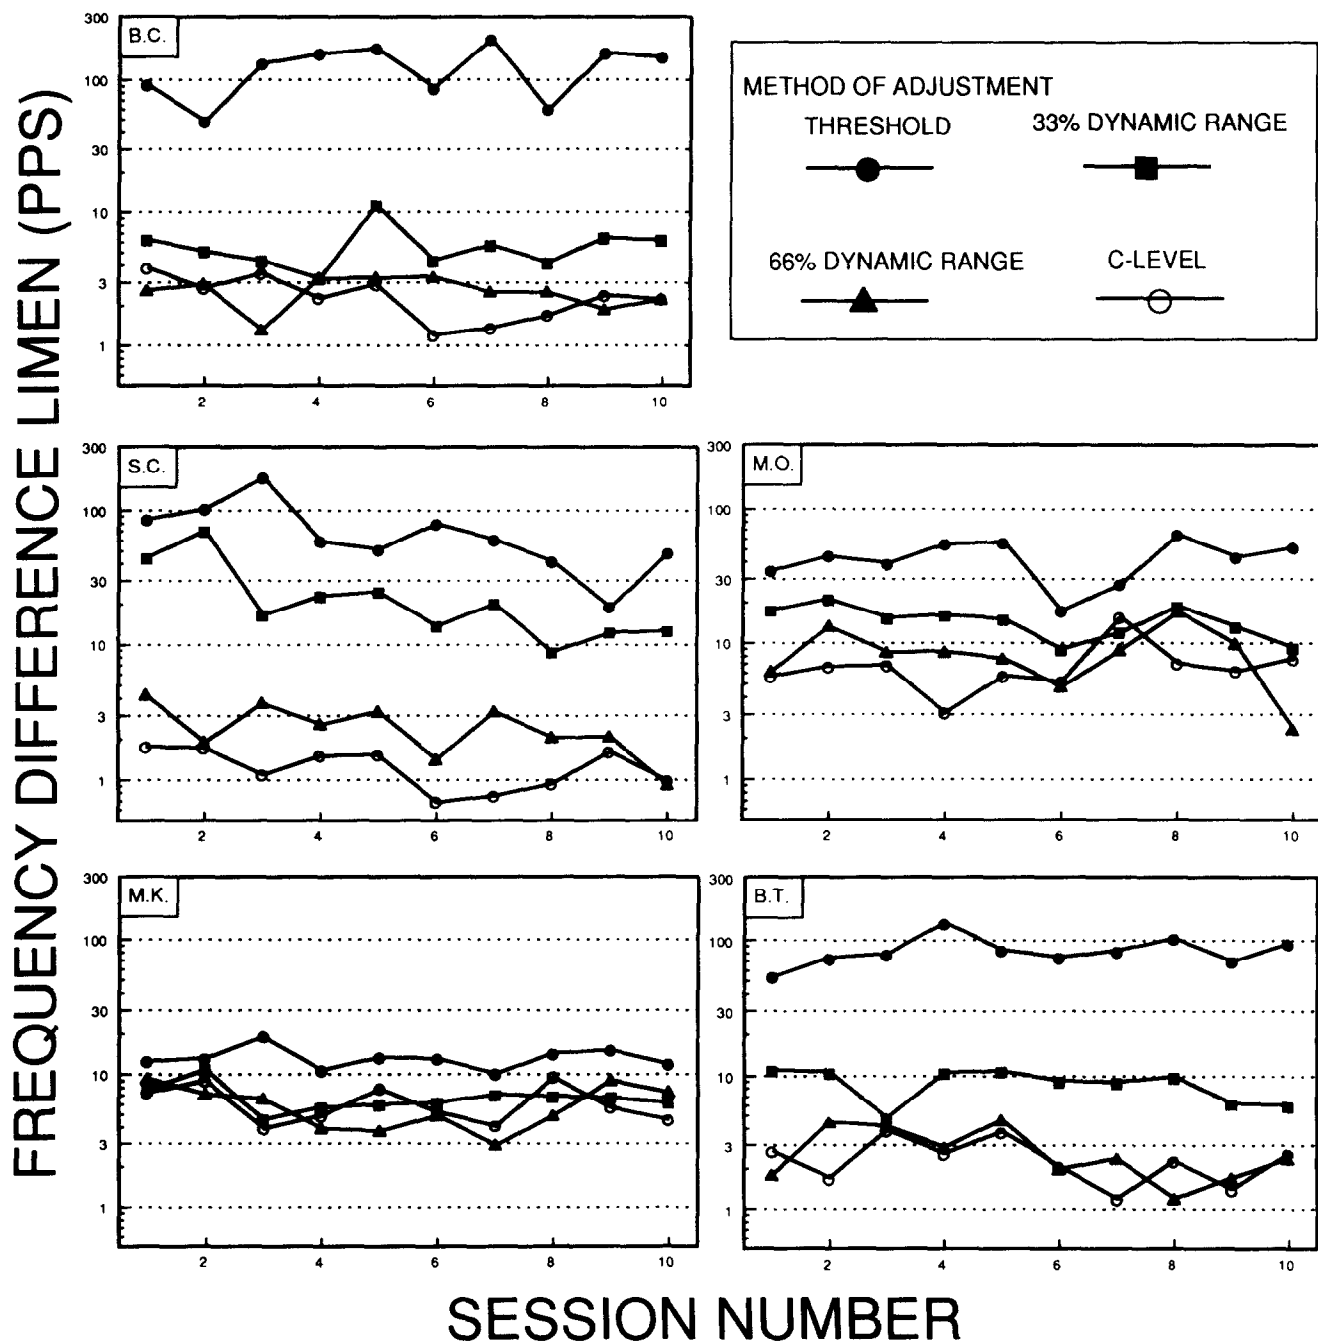 FREQUENCY DIFFERENCE LIMEN (PPS)
B.C.
300
100
30
10
3
1
2 4 6 8 10
METHOD OF ADJUSTMENT
THRESHOLD 33% DYNAMIC RANGE
66% DYNAMIC RANGE C-LEVEL
S.C.
300
100
30
10
3
1
2 4 6 8 10
M.O.
300
100
30
10
3
1
2 4 6 8 10
M.K.
300
100
30
10
3
1
2 4 6 8 10
B.T.
300
100
30
10
3
1
2 4 6 8 10
SESSION NUMBER